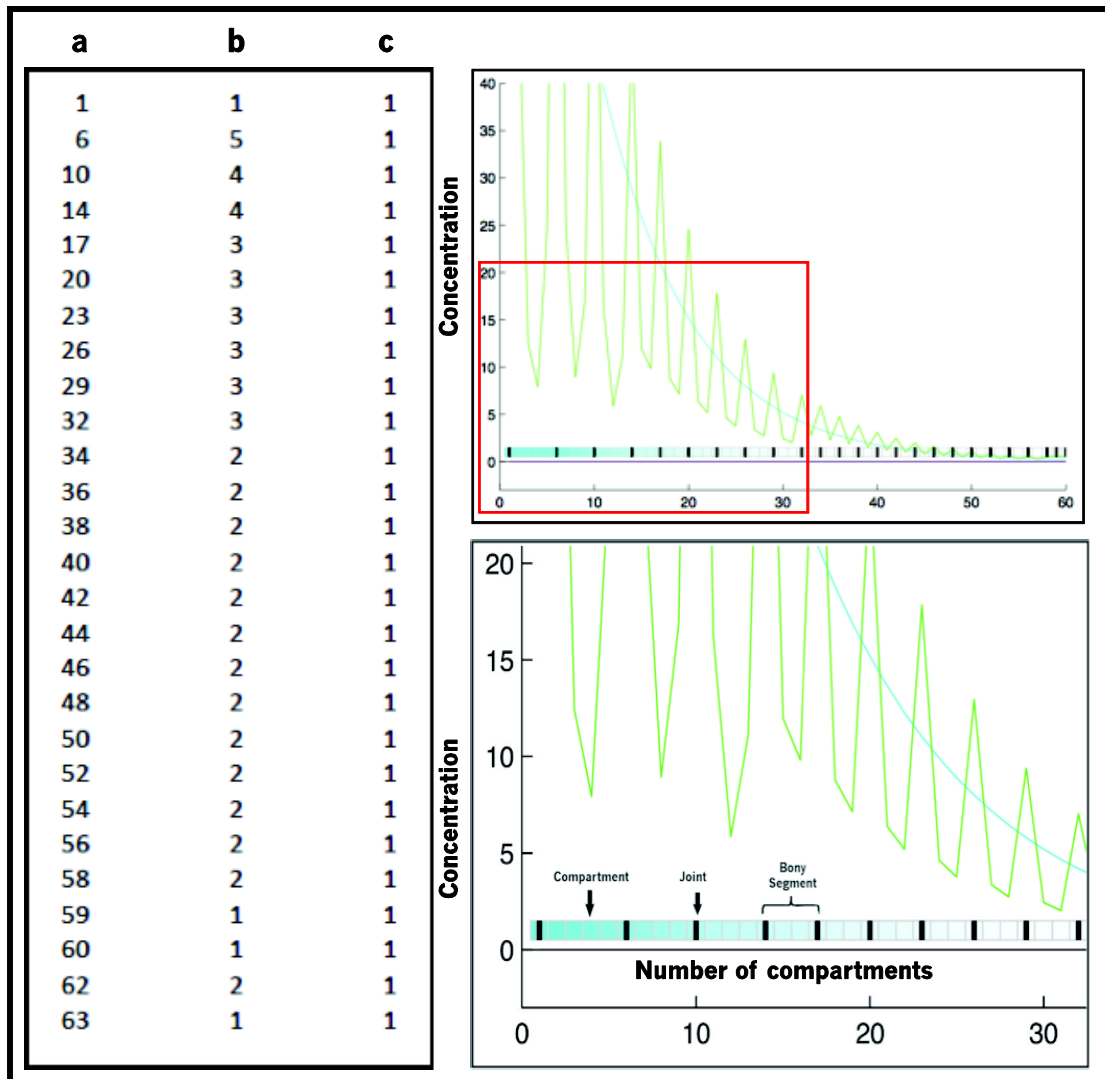 a b c
1 1 1
6 5 1
10 4 1
14 4 1
17 3 1
20 3 1
23 3 1
26 3 1
29 3 1
32 3 1
34 2 1
36 2 1
38 2 1
40 2 1
42 2 1
44 2 1
46 2 1
48 2 1
50 2 1
52 2 1
54 2 1
56 2 1
58 2 1
59 1 1
60 1 1
62 2 1
63 1 1
Concentration
40
35
30
25
20
15
10
5
0
0 10 20 30 40 50 60
Concentration
20
15
10
5
0
Compartment
Joint
Bony
Segment
Number of compartments
0 10 20 30